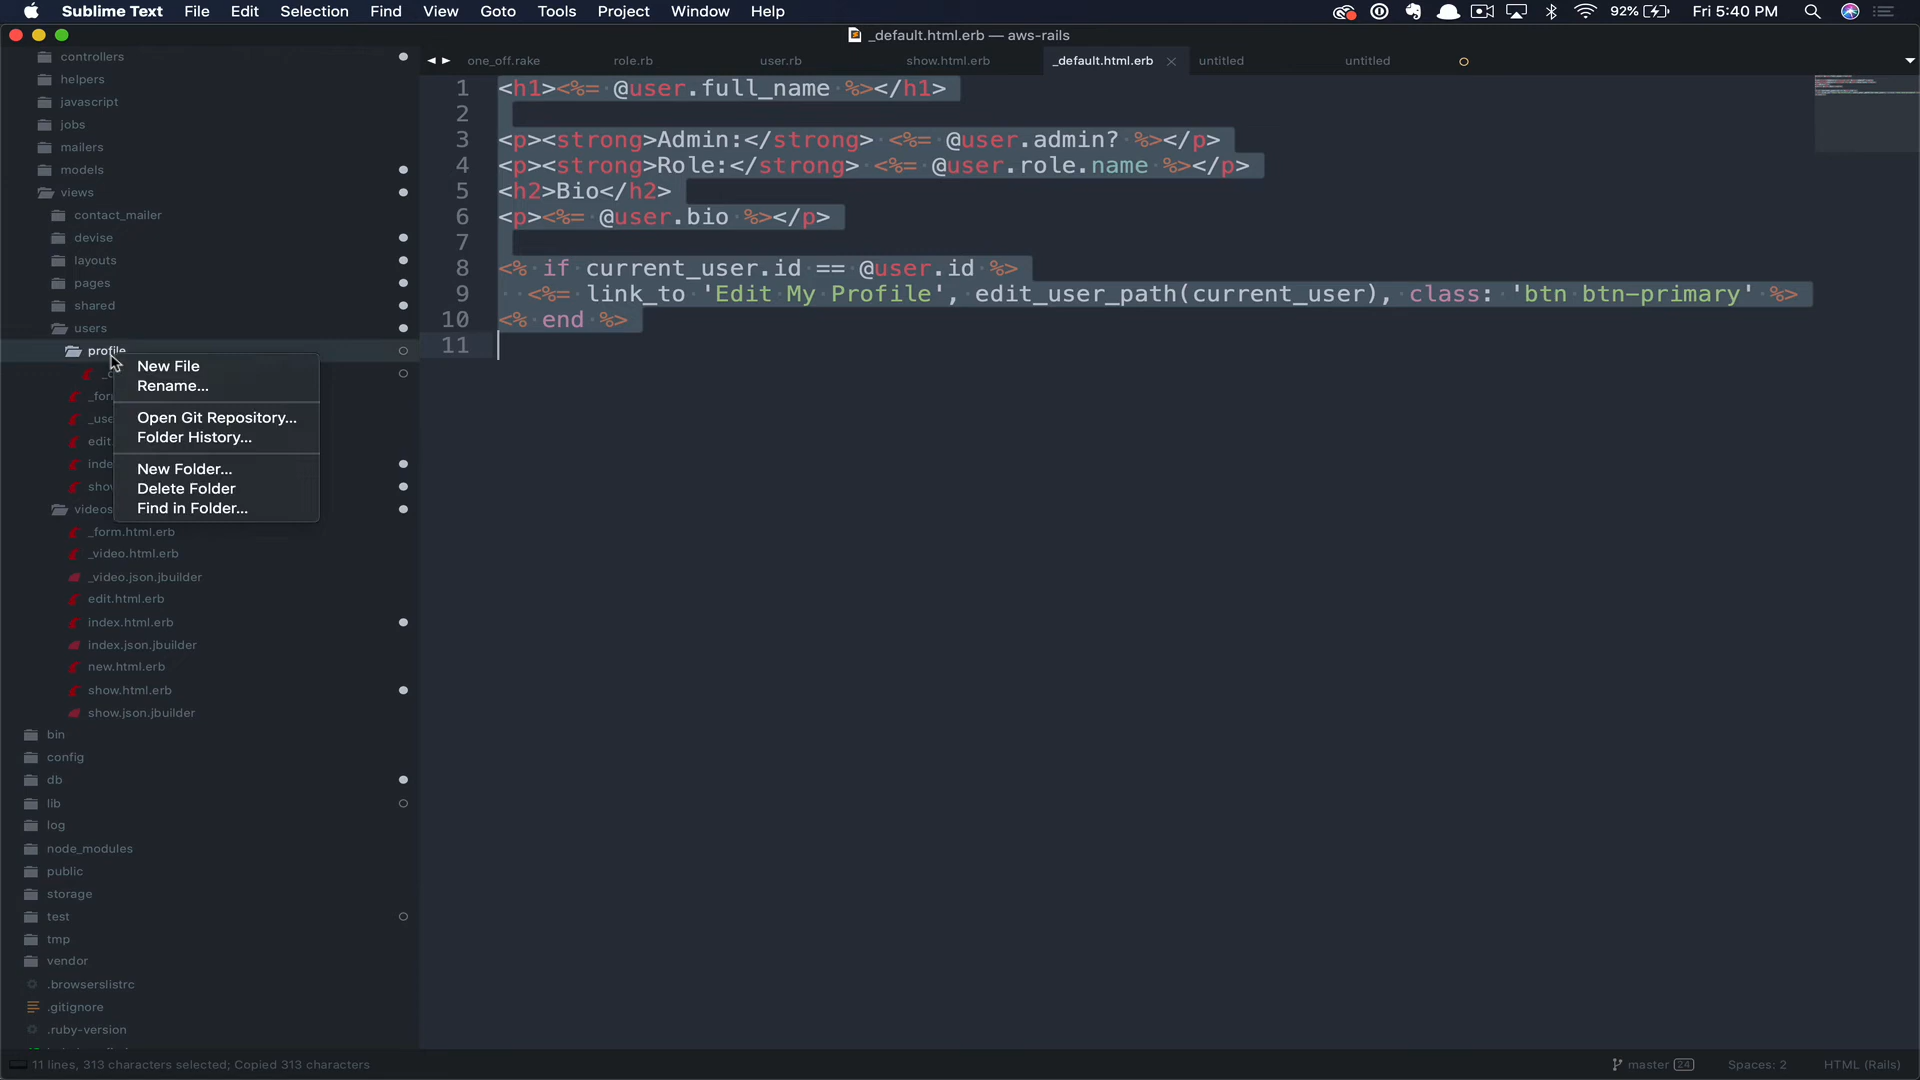 Sublime Text File Edit Selection Find View Goto Tools Project Window Help 92% Fri 5:40 PM
_default.html.erb — aws-rails
one_off.rake role.rb user.rb show.html.erb _default.html.erb untitled untitled
controllers
helpers
javascript
jobs
mailers
models
views
contact_mailer
devise
layouts
pages
shared
users
profile
_for
_use
edit.
inde
show
videos
_form.html.erb
_video.html.erb
_video.json.jbuilder
edit.html.erb
index.html.erb
index.json.jbuilder
new.html.erb
show.html.erb
show.json.jbuilder
bin
config
db
lib
log
node_modules
public
storage
test
tmp
vendor
.browserslistrc
.gitignore
.ruby-version
New File
Rename...
Open Git Repository...
Folder History...
New Folder...
Delete Folder
Find in Folder...
1 <h1><%= @user.full_name %></h1>
2
3 <p><strong>Admin:</strong> <%= @user.admin? %></p>
4 <p><strong>Role:</strong> <%= @user.role.name %></p>
5 <h2>Bio</h2>
6 <p><%= @user.bio %></p>
7
8 <% if current_user.id == @user.id %>
9 <%= link_to 'Edit My Profile', edit_user_path(current_user), class: 'btn btn-primary' %>
10 <% end %>
11
11 lines, 313 characters selected; Copied 313 characters master 24 Spaces: 2 HTML (Rails)